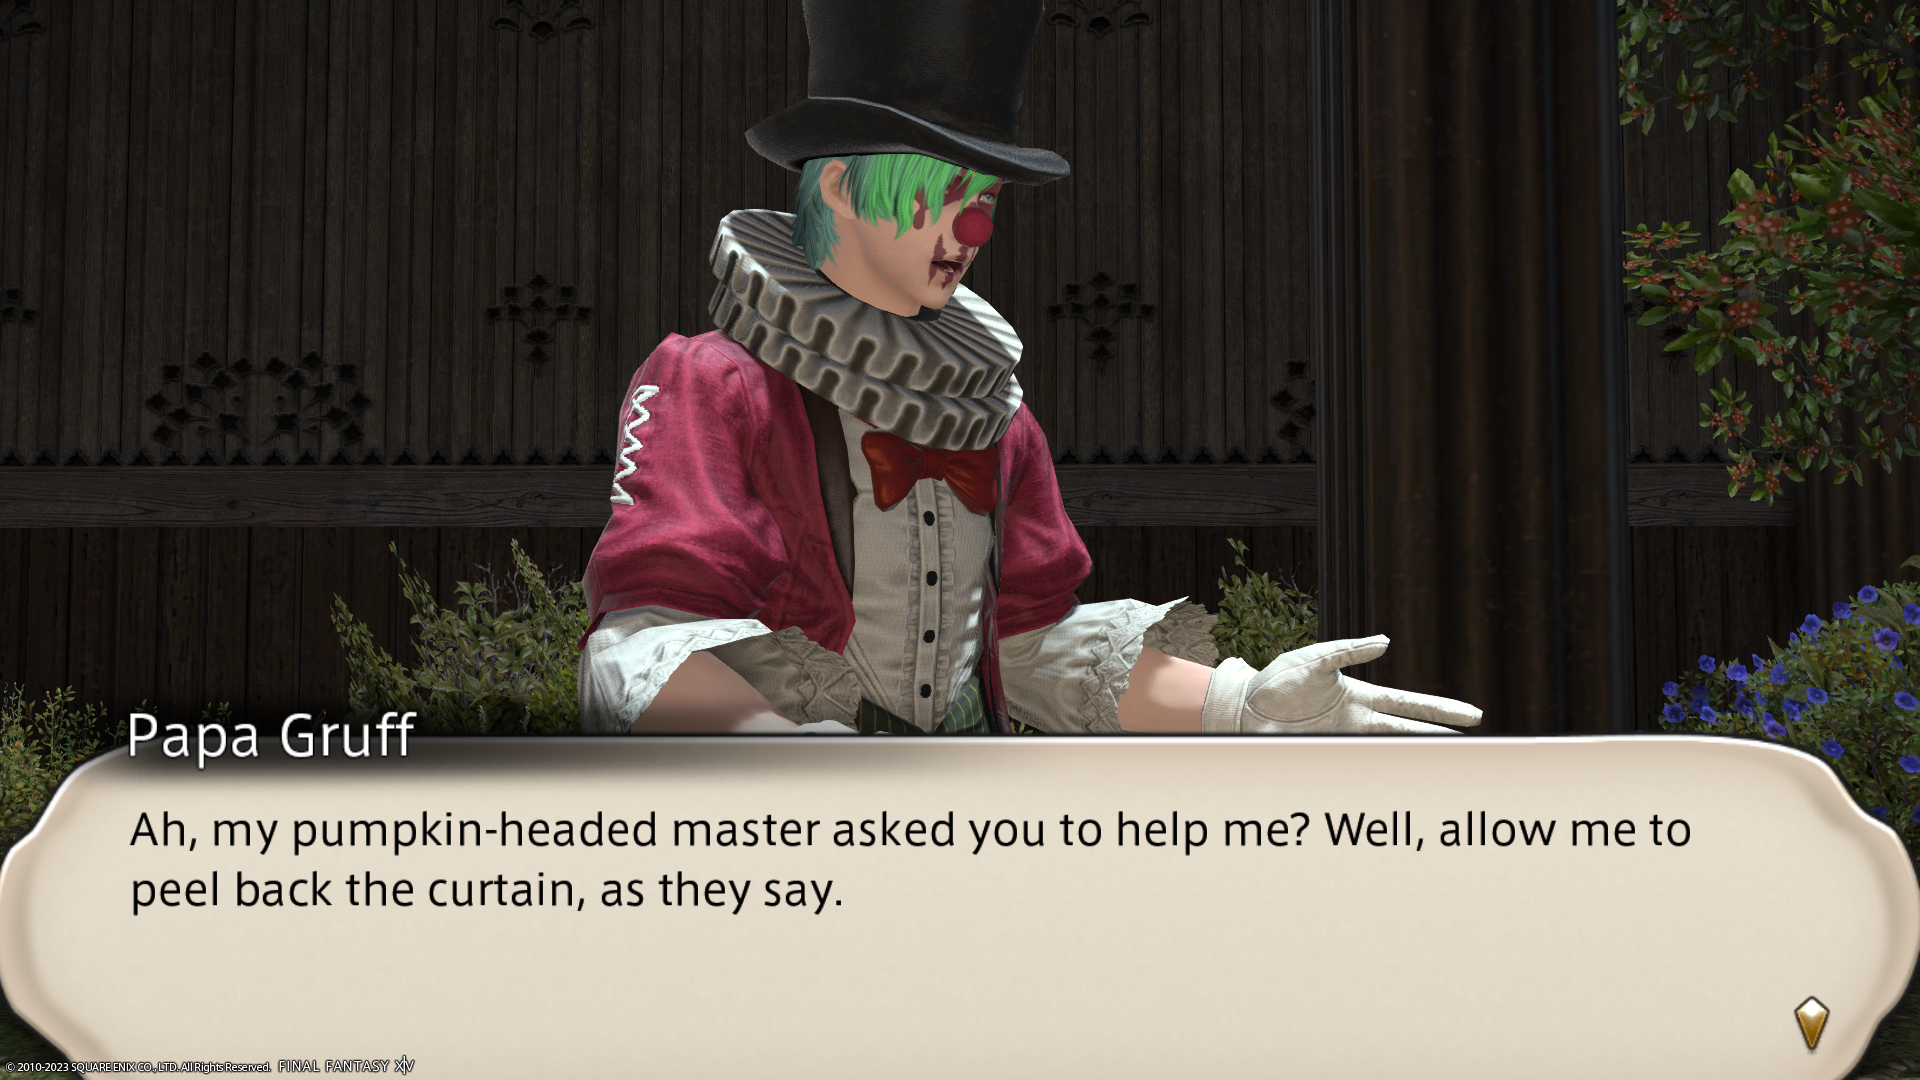 Papa Gruff
Ah, my pumpkin-headed master asked you to help me? Well, allow me to
peel back the curtain, as they say.
© 2010-2023 SQUARE ENIX CO., LTD. All Rights Reserved. FINAL FANTASY XIV